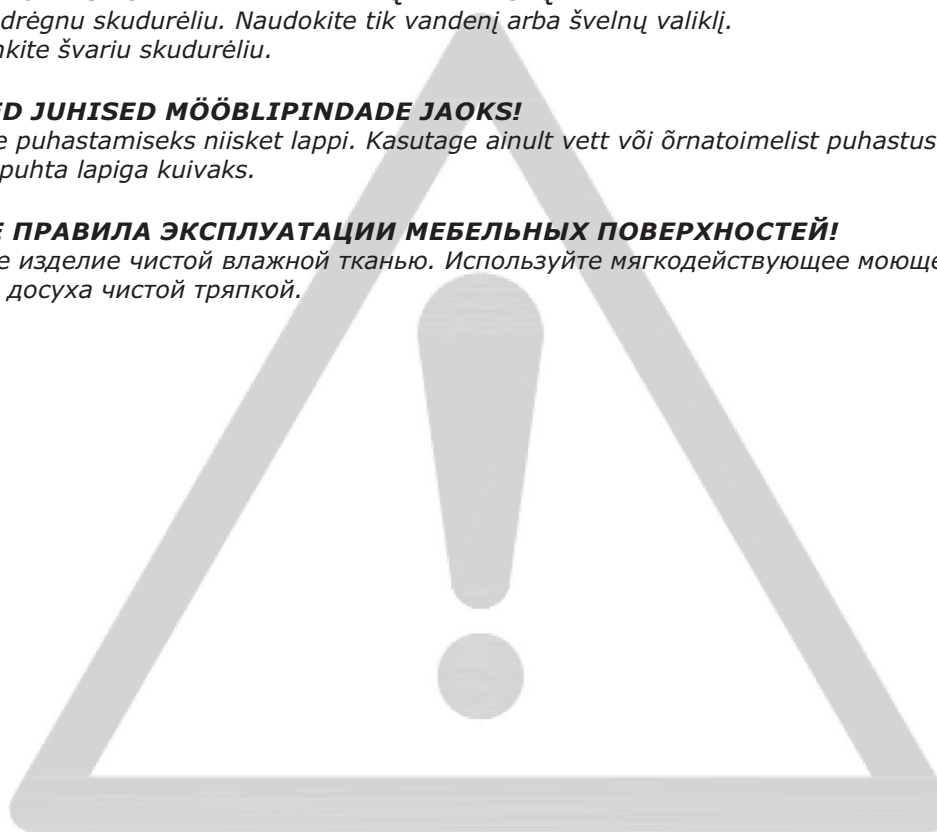 drėgnu skudurėliu. Naudokite tik vandenį arba švelnų valiklį.
nkite švariu skudurėliu.
ED JUHISED MÖÖBLIPINDADE JAOKS!
e puhastamiseks niisket lappi. Kasutage ainult vett või õrnatoimelist puhastus
puhta lapiga kuivaks.
Е ПРАВИЛА ЭКСПЛУАТАЦИИ МЕБЕЛЬНЫХ ПОВЕРХНОСТЕЙ!
е изделие чистой влажной тканью. Используйте мягкодействующее моюще
досуха чистой тряпкой.